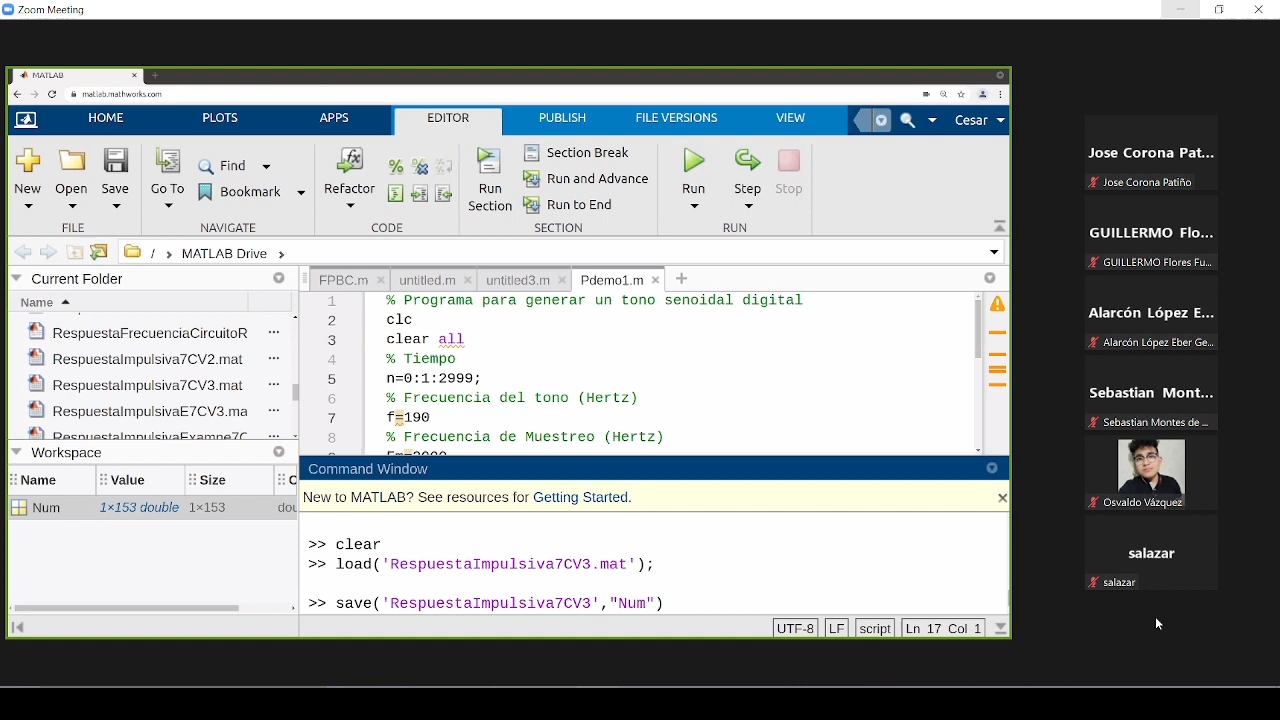 Zoom Meeting
MATLAB
matlab.mathworks.com
HOME PLOTS APPS EDITOR PUBLISH FILE VERSIONS VIEW Cesar
New Open Save
FILE
Go To Find Bookmark
NAVIGATE
Refactor
CODE
Run Section
Section Break
Run and Advance
Run to End
SECTION
Run Step Stop
RUN
/ MATLAB Drive
Current Folder
Name
RespuestaFrecuenciaCircuitoR ...
RespuestaImpulsiva7CV2.mat ...
RespuestaImpulsiva7CV3.mat ...
RespuestaImpulsivaE7CV3.ma ...
RespuestaImpulsivaExamne7C
Workspace
Name Value Size C
Num 1×153 double 1×153 dou
FPBC.m untitled.m untitled3.m Pdemo1.m
1 % Programa para generar un tono senoidal digital
2 clc
3 clear all
4 % Tiempo
5 n=0:1:2999;
6 % Frecuencia del tono (Hertz)
7 f=190
8 % Frecuencia de Muestreo (Hertz)
Command Window
New to MATLAB? See resources for Getting Started.
>> clear
>> load('RespuestaImpulsiva7CV3.mat');
>> save('RespuestaImpulsiva7CV3',"Num")
UTF-8 LF script Ln 17 Col 1
Jose Corona Pat...
Jose Corona Patiño
GUILLERMO Flo...
GUILLERMO Flores Fu...
Alarcón López E...
Alarcón López Eber Ge...
Sebastian Mont...
Sebastian Montes de ...
Osvaldo Vázquez
salazar
salazar